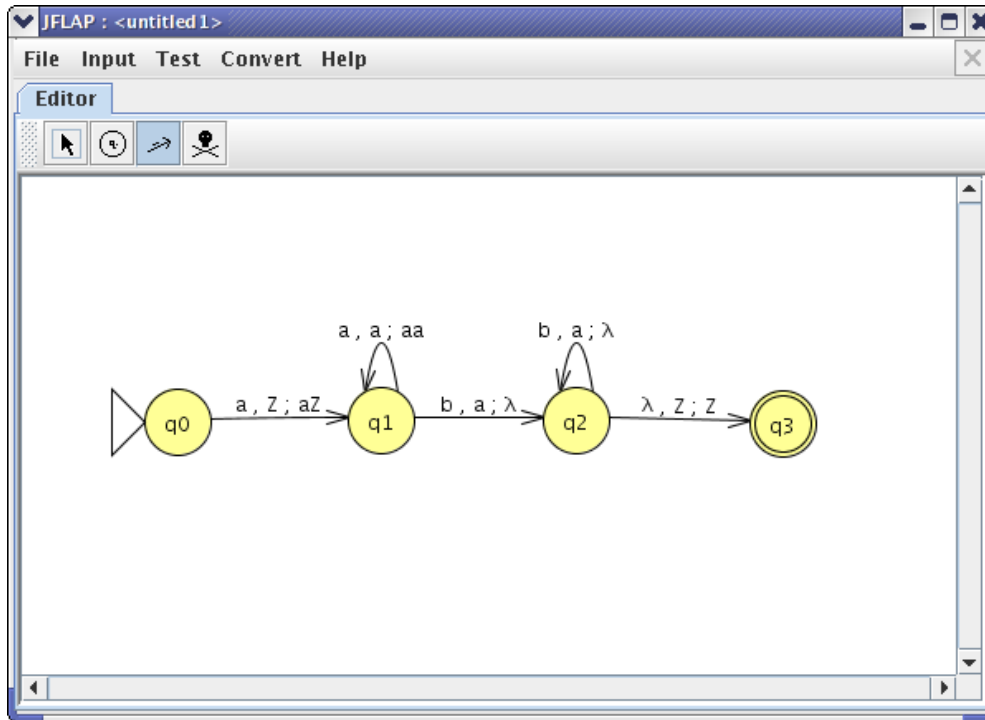 JFLAP : <untitled1>
File Input Test Convert Help
Editor
a , a ; aa
b , a ; λ
a , Z ; aZ
b , a ; λ
λ , Z ; Z
q0
q1
q2
q3